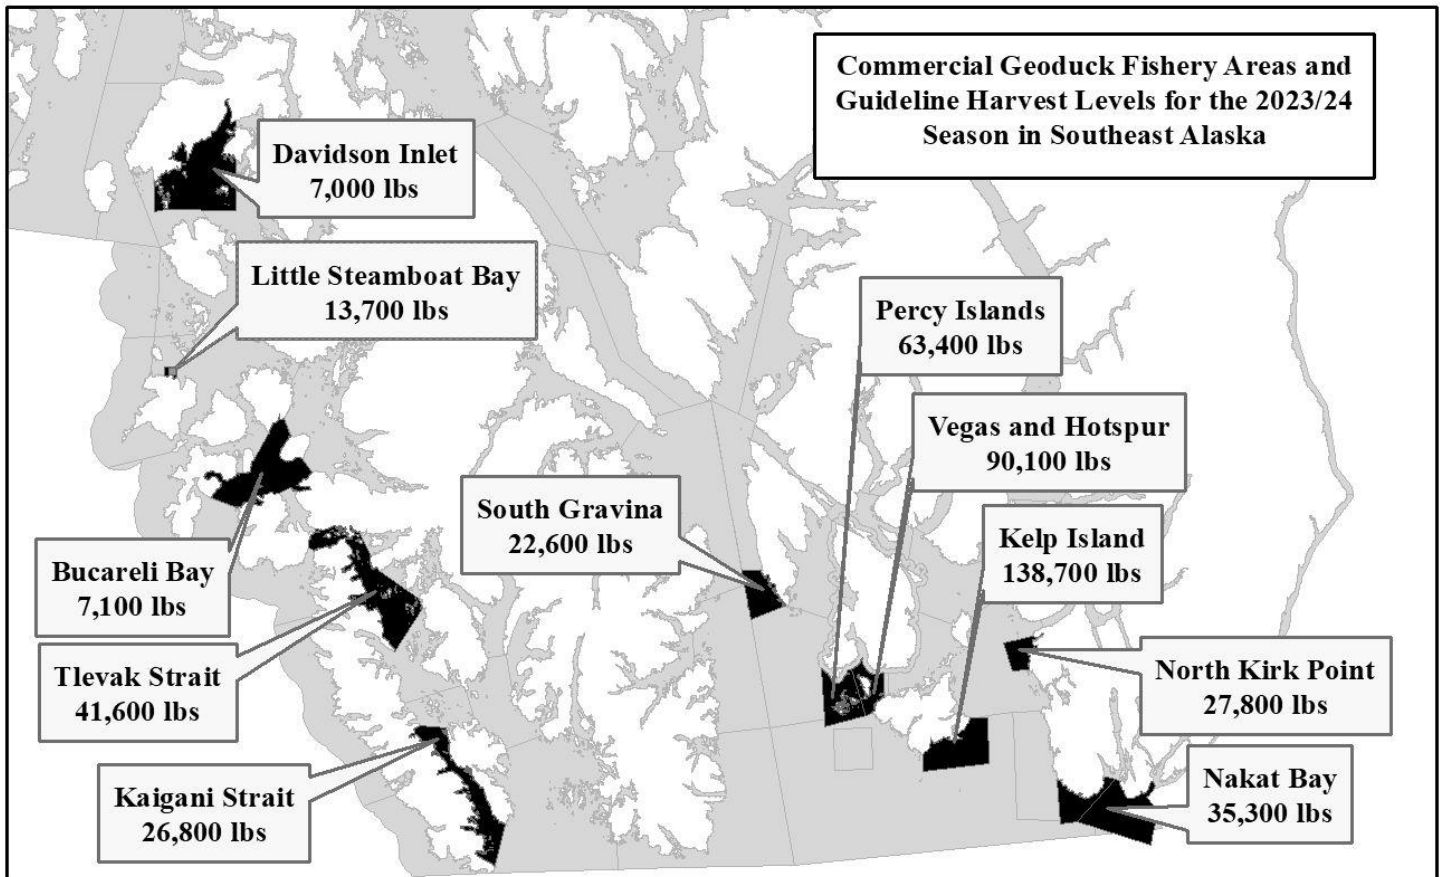 Commercial Geoduck Fishery Areas and
Guideline Harvest Levels for the 2023/24
Season in Southeast Alaska
Davidson Inlet
7,000 lbs
Little Steamboat Bay
13,700 lbs
Percy Islands
63,400 lbs
Vegas and Hotspur
90,100 lbs
South Gravina
22,600 lbs
Kelp Island
138,700 lbs
Bucareli Bay
7,100 lbs
Tlevak Strait
41,600 lbs
North Kirk Point
27,800 lbs
Kaigani Strait
26,800 lbs
Nakat Bay
35,300 lbs